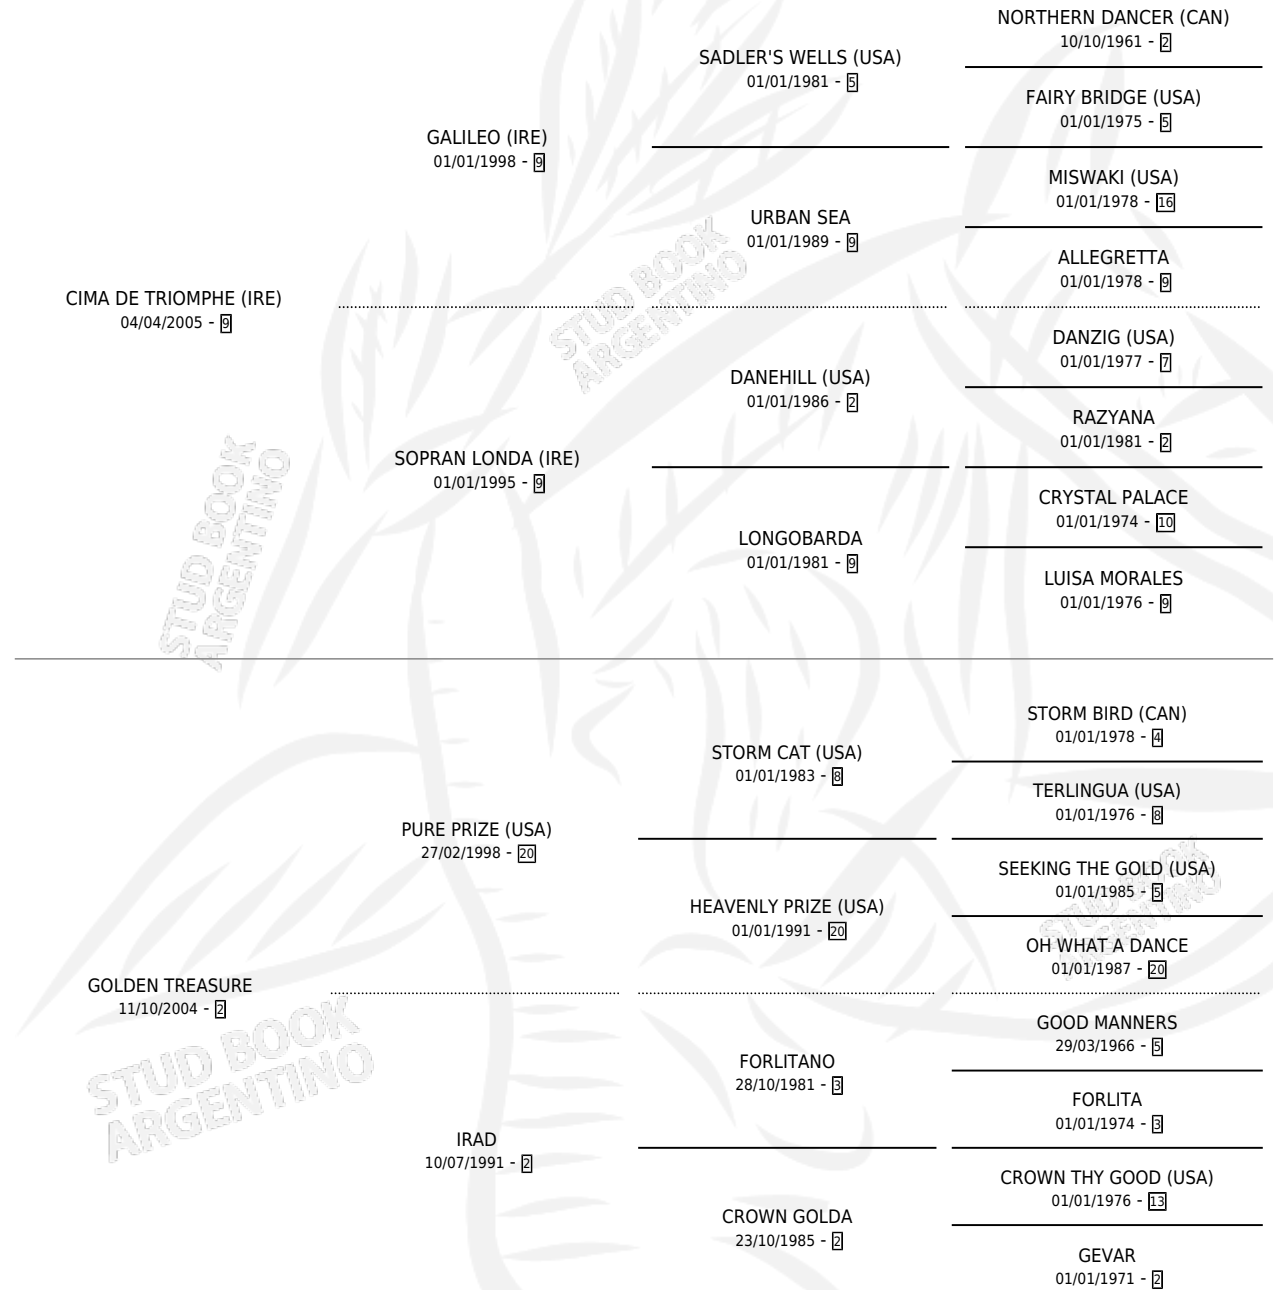 NORTHERN DANCER (CAN)
10/10/1961 - 2
SADLER'S WELLS (USA)
01/01/1981 - 5
FAIRY BRIDGE (USA)
01/01/1975 - 5
GALILEO (IRE)
01/01/1998 - 9
MISWAKI (USA)
01/01/1978 - 16
URBAN SEA
01/01/1989 - 9
ALLEGRETTA
01/01/1978 - 9
CIMA DE TRIOMPHE (IRE)
04/04/2005 - 9
DANZIG (USA)
01/01/1977 - 7
DANEHILL (USA)
01/01/1986 - 2
RAZYANA
01/01/1981 - 2
SOPRAN LONDA (IRE)
01/01/1995 - 9
CRYSTAL PALACE
01/01/1974 - 10
LONGOBARDA
01/01/1981 - 9
LUISA MORALES
01/01/1976 - 9
STORM BIRD (CAN)
01/01/1978 - 4
STORM CAT (USA)
01/01/1983 - 8
TERLINGUA (USA)
01/01/1976 - 8
PURE PRIZE (USA)
27/02/1998 - 20
SEEKING THE GOLD (USA)
01/01/1985 - 5
HEAVENLY PRIZE (USA)
01/01/1991 - 20
OH WHAT A DANCE
01/01/1987 - 20
GOLDEN TREASURE
11/10/2004 - 2
GOOD MANNERS
29/03/1966 - 5
FORLITANO
28/10/1981 - 3
FORLITA
01/01/1974 - 3
IRAD
10/07/1991 - 2
CROWN THY GOOD (USA)
01/01/1976 - 13
CROWN GOLDA
23/10/1985 - 2
GEVAR
01/01/1971 - 2
STUD BOOK
ARGENTINO
STUD BOOK
ARGENTINO
STUD BOOK
ARGENTINO
STUD BOOK
ARGENTINO